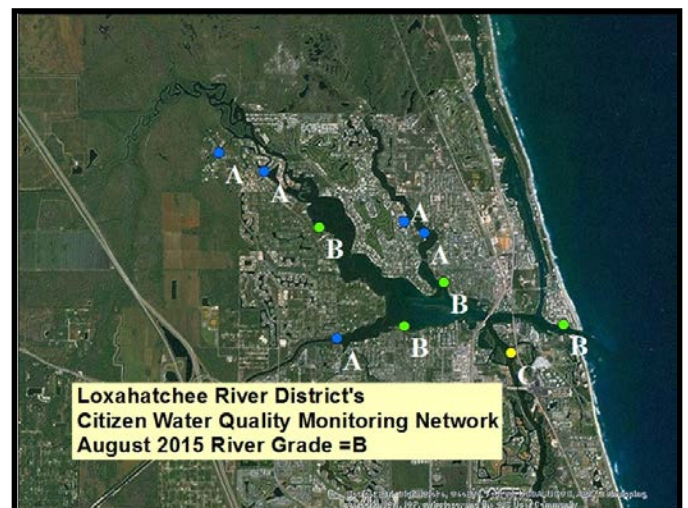 A
A
A
B
A
B
B
B
A
C
Loxahatchee River District's
Citizen Water Quality Monitoring Network
August 2015 River Grade =B